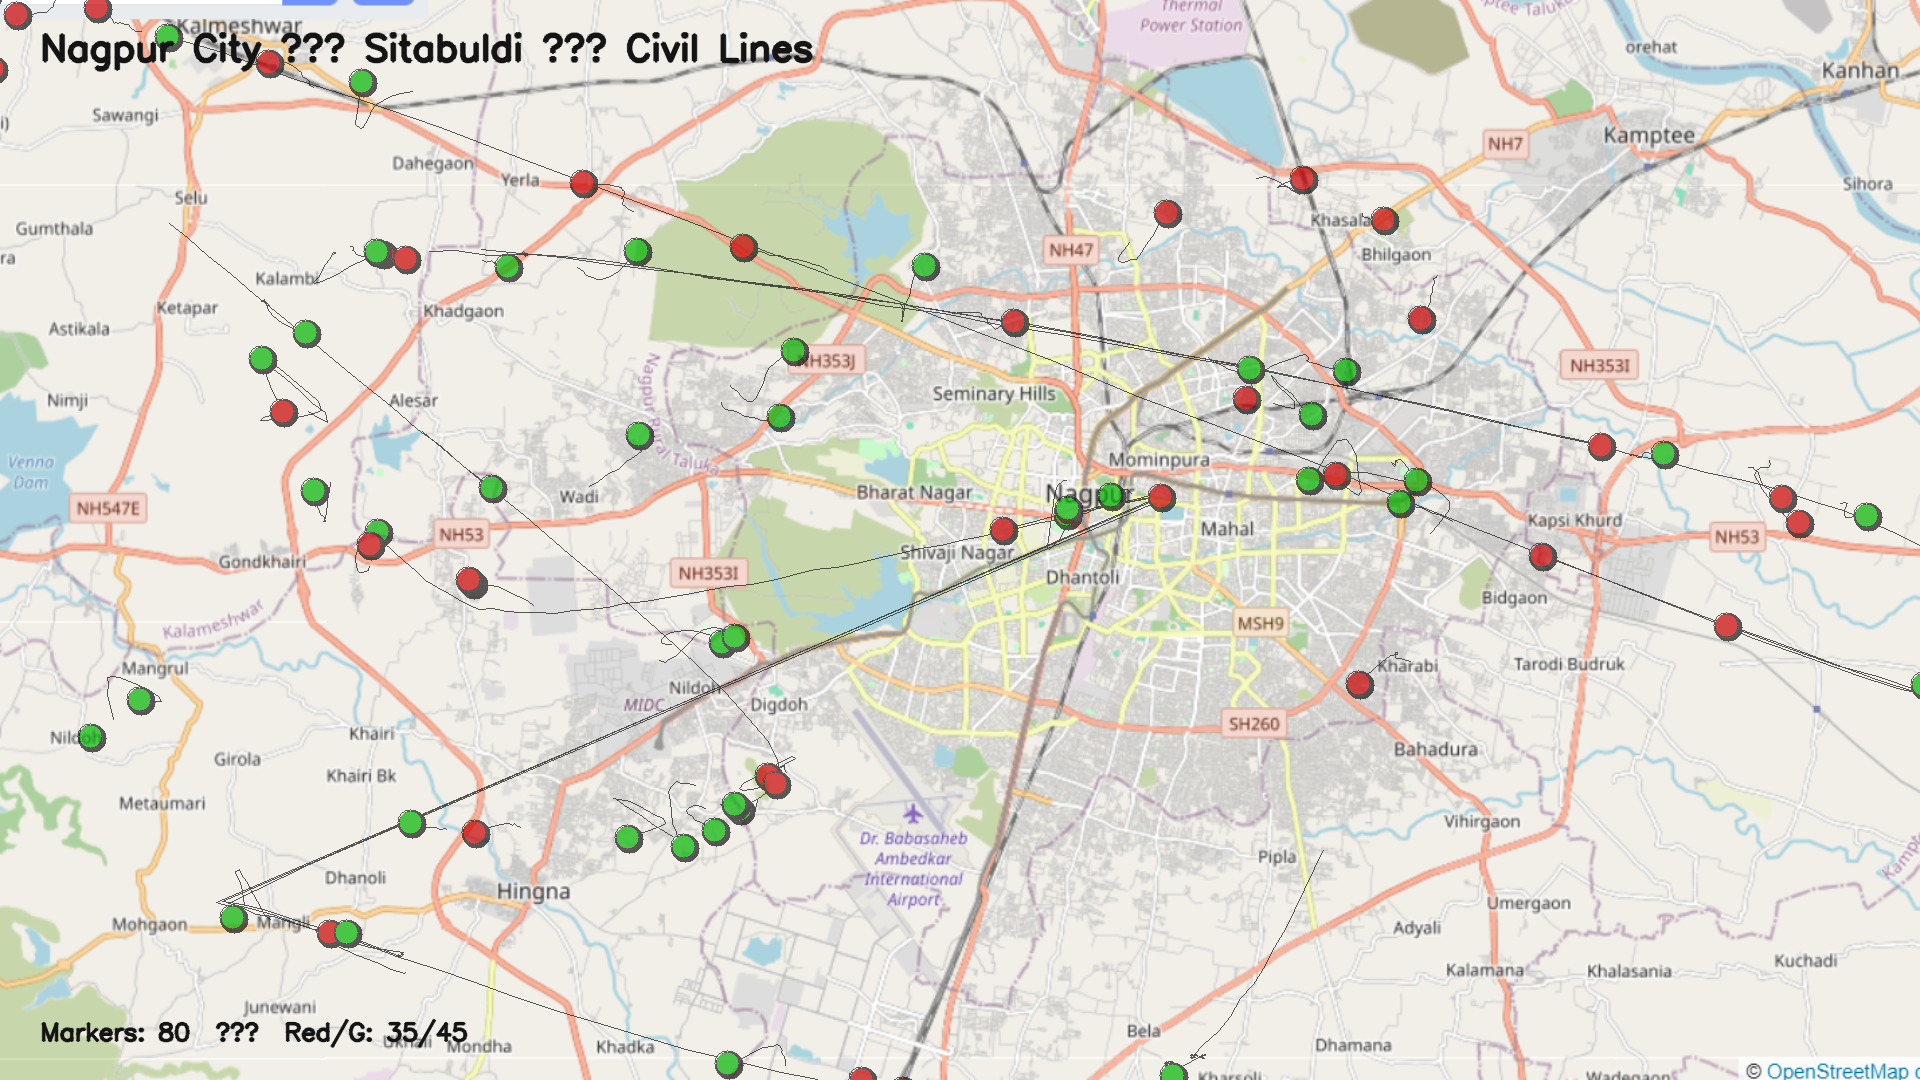 Thermal
Power Station
Kalmeshwar
Nagpur City ??? Sitabuldi ??? Civil Lines
orehat
Kanhan
Sawangi
Kamptee
NH7
Dahegaon
Yerla
Sihora
Selu
Khasala
Gumthala
NH47
Bhilgaon
Kalambi
Ketapar
Khadgaon
Astikala
NH353J
NH353I
Seminary Hills
Nimji
Alesar
Nagpur Rural Taluka
Mominpura
Venna
Dam
Wadi
Bharat Nagar
Nagpur
NH547E
Kapsi Khurd
Mahal
NH53
NH53
Shivaji Nagar
Gondkhairi
NH353I
Dhantoli
Bidgaon
Kalmeshwar
MSH9
Mangrul
Kharabi
Tarodi Budruk
Nildoh
MIDC
Digdoh
SH260
Nildoh
Khairi
Bahadura
Girola
Khairi Bk
Metaumari
Vihirgaon
Dr. Babasaheb
Ambedkar
International
Airport
Pipla
Dhanoli
Hingna
Umergaon
Mohgaon
Mangli
Adyali
Kuchadi
Kalamana
Khalasania
Junewani
Markers: 80 ??? Red/G: 35/45
Bela
Mondha
Khadka
Dhamana
Kharsoli
Wadegaon
© OpenStreetMap